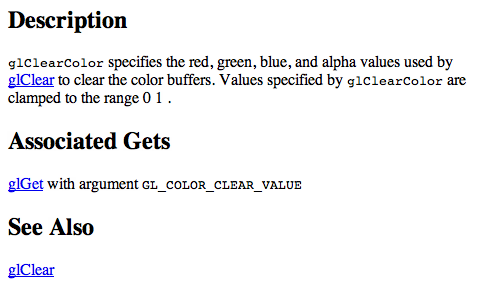 Description
glClearColor specifies the red, green, blue, and alpha values used by
glClear to clear the color buffers. Values specified by glClearColor are
clamped to the range 0 1 .
Associated Gets
glGet with argument GL_COLOR_CLEAR_VALUE
See Also
glClear